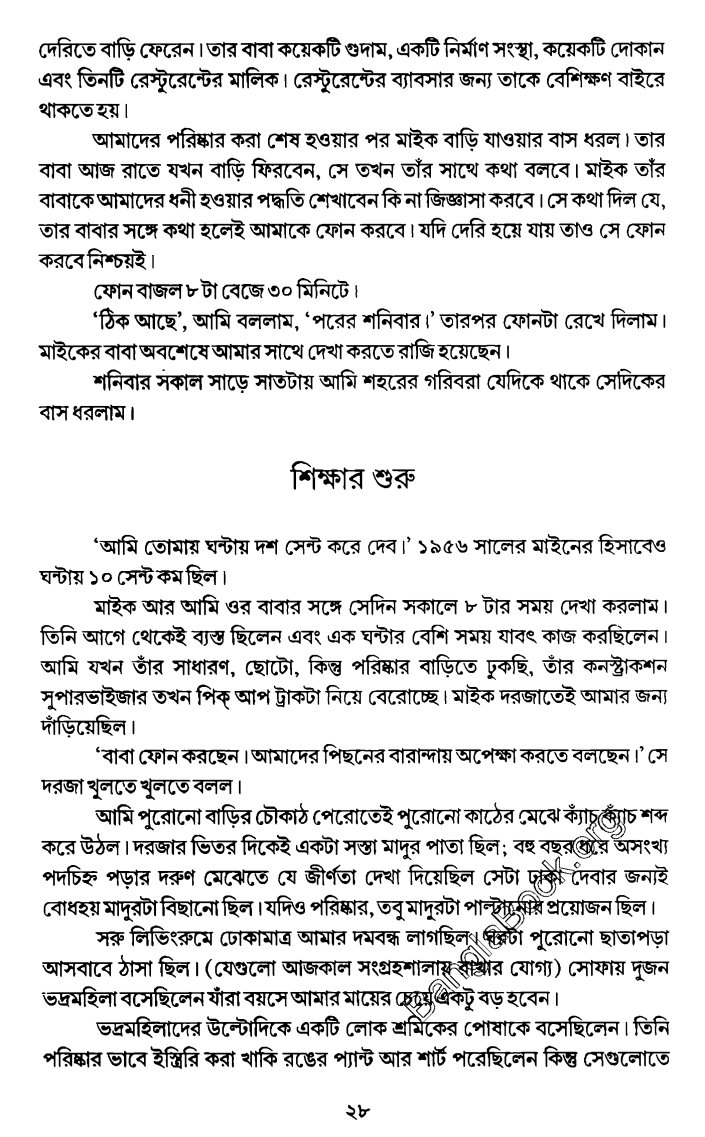 দেরিতে বাড়ি ফেরেন। তার বাবা কয়েকটি গুদাম, একটি নির্মাণ সংস্থা, কয়েকটি দোকান
এবং তিনটি রেস্টুরেন্টের মালিক। রেস্টুরেন্টের ব্যাবসার জন্য তাকে বেশিক্ষণ বাইরে
থাকতে হয়।
আমাদের পরিষ্কার করা শেষ হওয়ার পর মাইক বাড়ি যাওয়ার বাস ধরল। তার
বাবা আজ রাতে যখন বাড়ি ফিরবেন, সে তখন তাঁর সাথে কথা বলবে। মাইক তাঁর
বাবাকে আমাদের ধনী হওয়ার পদ্ধতি শেখাবেন কি না জিজ্ঞাসা করবে। সে কথা দিল যে,
তার বাবার সঙ্গে কথা হলেই আমাকে ফোন করবে। যদি দেরি হয়ে যায় তাও সে ফোন
করবে নিশ্চয়ই।
ফোন বাজল ৮ টা বেজে ৩০ মিনিটে।
‘ঠিক আছে’, আমি বললাম, ‘পরের শনিবার।’ তারপর ফোনটা রেখে দিলাম।
মাইকের বাবা অবশেষে আমার সাথে দেখা করতে রাজি হয়েছেন।
শনিবার সকাল সাড়ে সাতটায় আমি শহরের গরিবরা যেদিকে থাকে সেদিকের
বাস ধরলাম।
শিক্ষার শুরু
‘আমি তোমায় ঘন্টায় দশ সেন্ট করে দেব।’ ১৯৫৬ সালের মাইনের হিসাবেও
ঘন্টায় ১০ সেন্ট কম ছিল।
মাইক আর আমি ওর বাবার সঙ্গে সেদিন সকালে ৮ টার সময় দেখা করলাম।
তিনি আগে থেকেই ব্যস্ত ছিলেন এবং এক ঘন্টার বেশি সময় যাবৎ কাজ করছিলেন।
আমি যখন তাঁর সাধারণ, ছোটো, কিন্তু পরিষ্কার বাড়িতে ঢুকছি, তাঁর কনস্ট্রাকশন
সুপারভাইজার তখন পিক্ আপ ট্রাকটা নিয়ে বেরোচ্ছে। মাইক দরজাতেই আমার জন্য
দাঁড়িয়েছিল।
‘বাবা ফোন করছেন। আমাদের পিছনের বারান্দায় অপেক্ষা করতে বলছেন।’ সে
দরজা খুলতে খুলতে বলল।
আমি পুরোনো বাড়ির চৌকাঠ পেরোতেই পুরোনো কাঠের মেঝে ক্যাঁচ্ ক্যাঁচ শব্দ
করে উঠল। দরজার ভিতর দিকেই একটা সস্তা মাদুর পাতা ছিল; বহু বছর ধরে অসংখ্য
পদচিহ্ন পড়ার দরুণ মেঝেতে যে জীর্ণতা দেখা দিয়েছিল সেটা ঢাকা দেবার জন্যই
বোধহয় মাদুরটা বিছানো ছিল। যদিও পরিষ্কার, তবু মাদুরটা পাল্টানোর প্রয়োজন ছিল।
সরু লিভিংরুমে ঢোকামাত্র আমার দমবন্ধ লাগছিল। ঘরটা পুরোনো ছাতাপড়া
আসবাবে ঠাসা ছিল। (যেগুলো আজকাল সংগ্রহশালায় রাখার যোগ্য) সোফায় দুজন
ভদ্রমহিলা বসেছিলেন যাঁরা বয়সে আমার মায়ের চেয়ে একটু বড় হবেন।
ভদ্রমহিলাদের উল্টোদিকে একটি লোক শ্রমিকের পোষাকে বসেছিলেন। তিনি
পরিষ্কার ভাবে ইস্ত্রিরি করা খাকি রঙের প্যান্ট আর শার্ট পরেছিলেন কিন্তু সেগুলোতে
BanglaBook.org
২৮